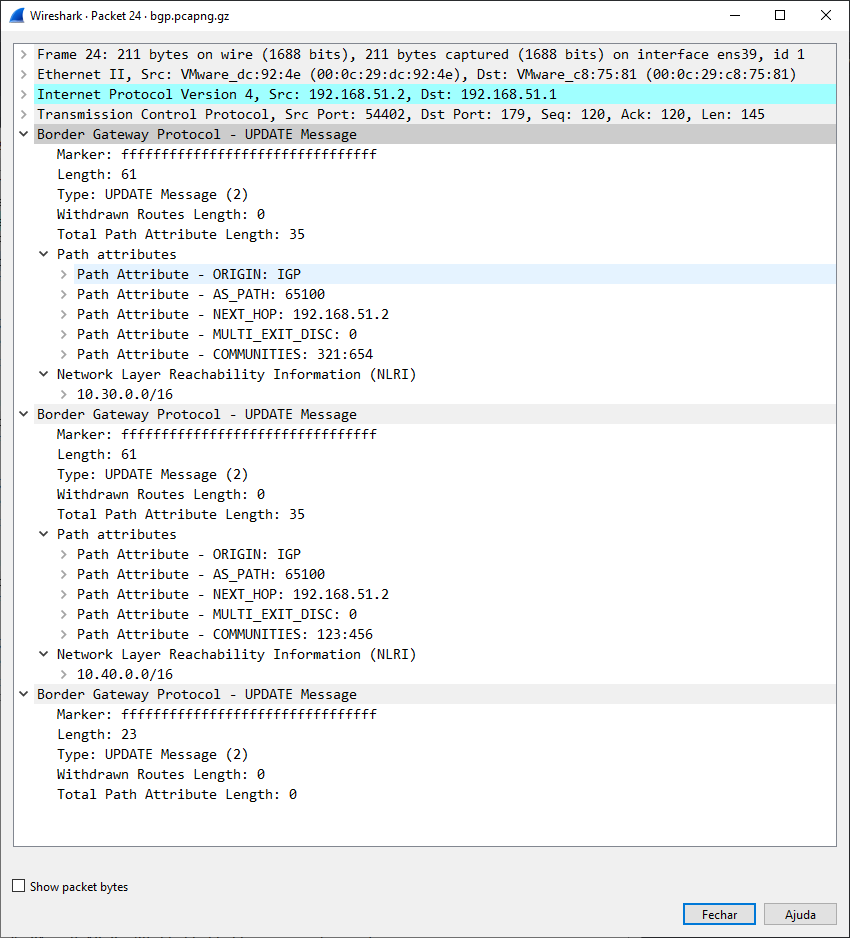 Wireshark · Packet 24 · bgp.pcapng.gz
Frame 24: 211 bytes on wire (1688 bits), 211 bytes captured (1688 bits) on interface ens39, id 1
Ethernet II, Src: VMware_dc:92:4e (00:0c:29:dc:92:4e), Dst: VMware_c8:75:81 (00:0c:29:c8:75:81)
Internet Protocol Version 4, Src: 192.168.51.2, Dst: 192.168.51.1
Transmission Control Protocol, Src Port: 54402, Dst Port: 179, Seq: 120, Ack: 120, Len: 145
Border Gateway Protocol - UPDATE Message
Marker: ffffffffffffffffffffffffffffffff
Length: 61
Type: UPDATE Message (2)
Withdrawn Routes Length: 0
Total Path Attribute Length: 35
Path attributes
Path Attribute - ORIGIN: IGP
Path Attribute - AS_PATH: 65100
Path Attribute - NEXT_HOP: 192.168.51.2
Path Attribute - MULTI_EXIT_DISC: 0
Path Attribute - COMMUNITIES: 321:654
Network Layer Reachability Information (NLRI)
10.30.0.0/16
Border Gateway Protocol - UPDATE Message
Marker: ffffffffffffffffffffffffffffffff
Length: 61
Type: UPDATE Message (2)
Withdrawn Routes Length: 0
Total Path Attribute Length: 35
Path attributes
Path Attribute - ORIGIN: IGP
Path Attribute - AS_PATH: 65100
Path Attribute - NEXT_HOP: 192.168.51.2
Path Attribute - MULTI_EXIT_DISC: 0
Path Attribute - COMMUNITIES: 123:456
Network Layer Reachability Information (NLRI)
10.40.0.0/16
Border Gateway Protocol - UPDATE Message
Marker: ffffffffffffffffffffffffffffffff
Length: 23
Type: UPDATE Message (2)
Withdrawn Routes Length: 0
Total Path Attribute Length: 0
Show packet bytes
Fechar Ajuda